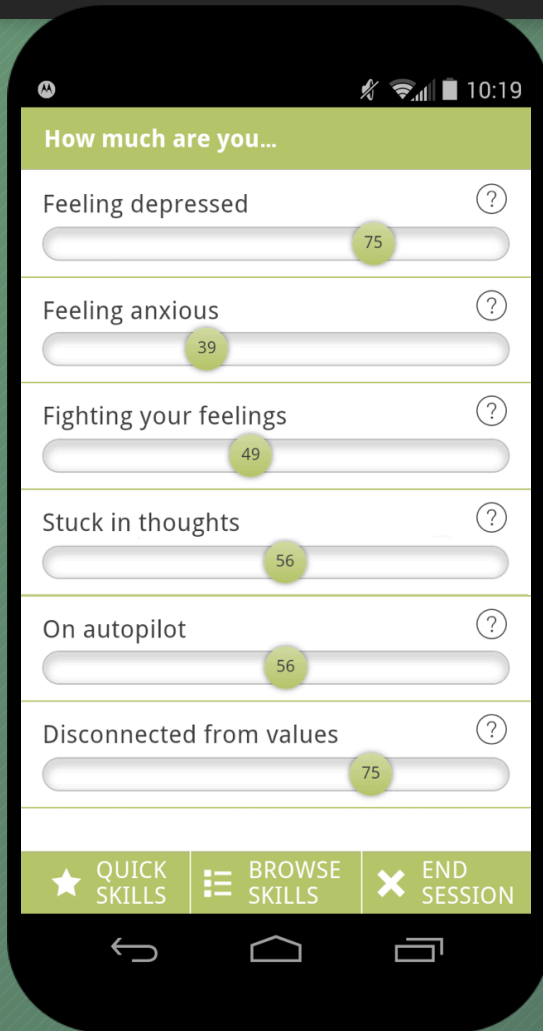 10:19
How much are you...
Feeling depressed
?
75
Feeling anxious
?
39
Fighting your feelings
?
49
Stuck in thoughts
?
56
On autopilot
?
56
Disconnected from values
?
75
QUICK
SKILLS
BROWSE
SKILLS
END
SESSION